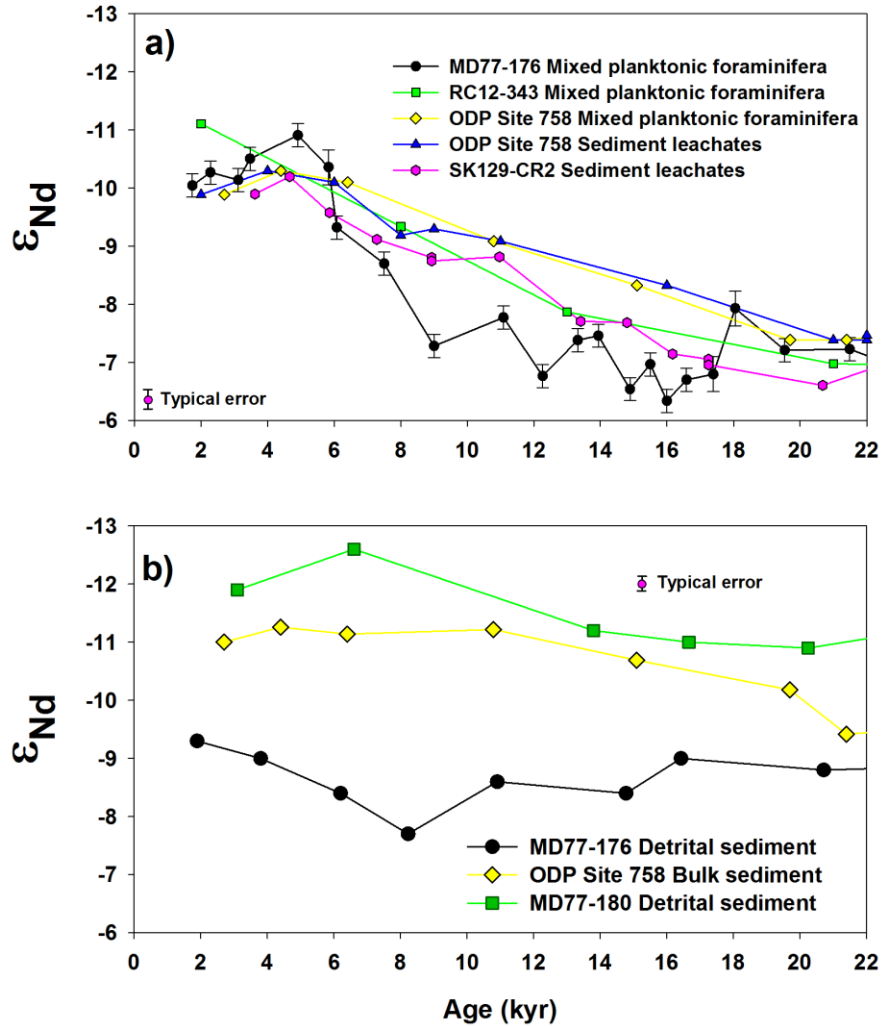 -13
a)
-12
MD77-176 Mixed planktonic foraminifera
RC12-343 Mixed planktonic foraminifera
-11
ODP Site 758 Mixed planktonic foraminifera
ODP Site 758 Sediment leachates
SK129-CR2 Sediment leachates
-10
εNd
-9
-8
-7
Typical error
-6
0 2 4 6 8 10 12 14 16 18 20 22
-13
b)
Typical error
-12
-11
-10
εNd
-9
-8
MD77-176 Detrital sediment
ODP Site 758 Bulk sediment
-7
MD77-180 Detrital sediment
-6
0 2 4 6 8 10 12 14 16 18 20 22
Age (kyr)